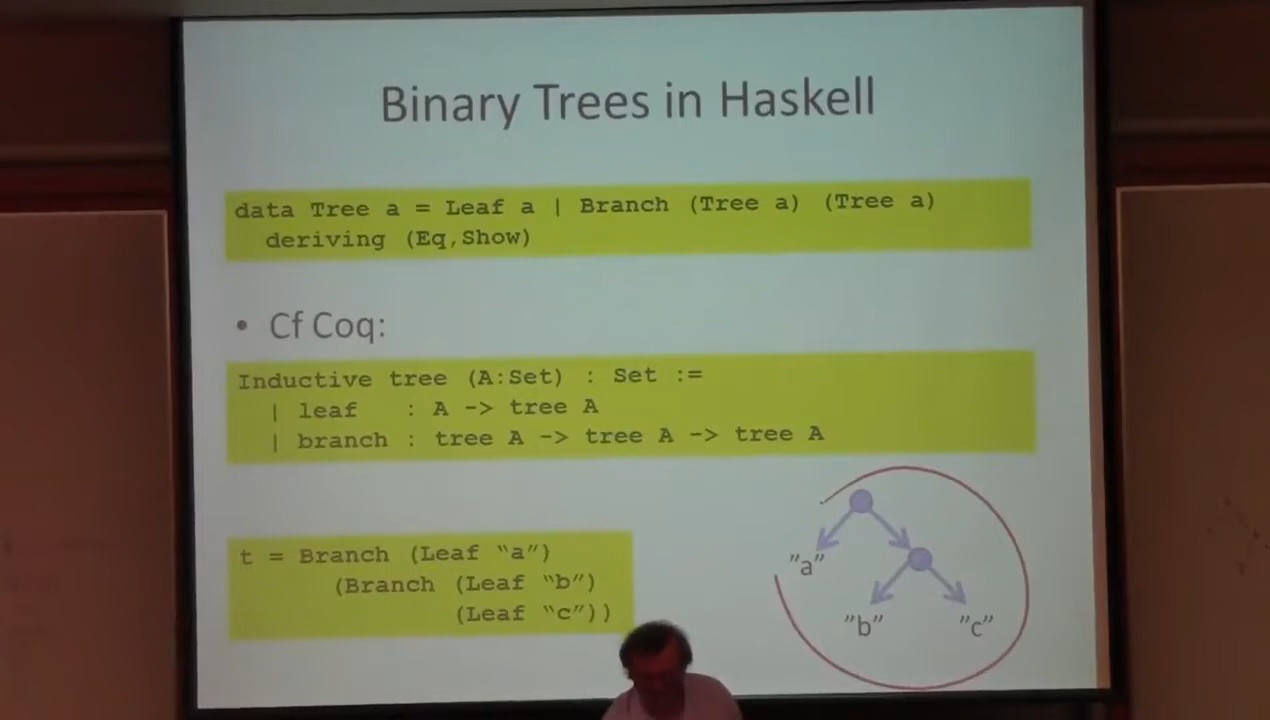 Binary Trees in Haskell
data Tree a = Leaf a | Branch (Tree a) (Tree a)
deriving (Eq,Show)
• Cf Coq:
Inductive tree (A:Set) : Set :=
| leaf : A -> tree A
| branch : tree A -> tree A -> tree A
t = Branch (Leaf “a”)
(Branch (Leaf “b”)
(Leaf “c”))
”a”
”b” ”c”